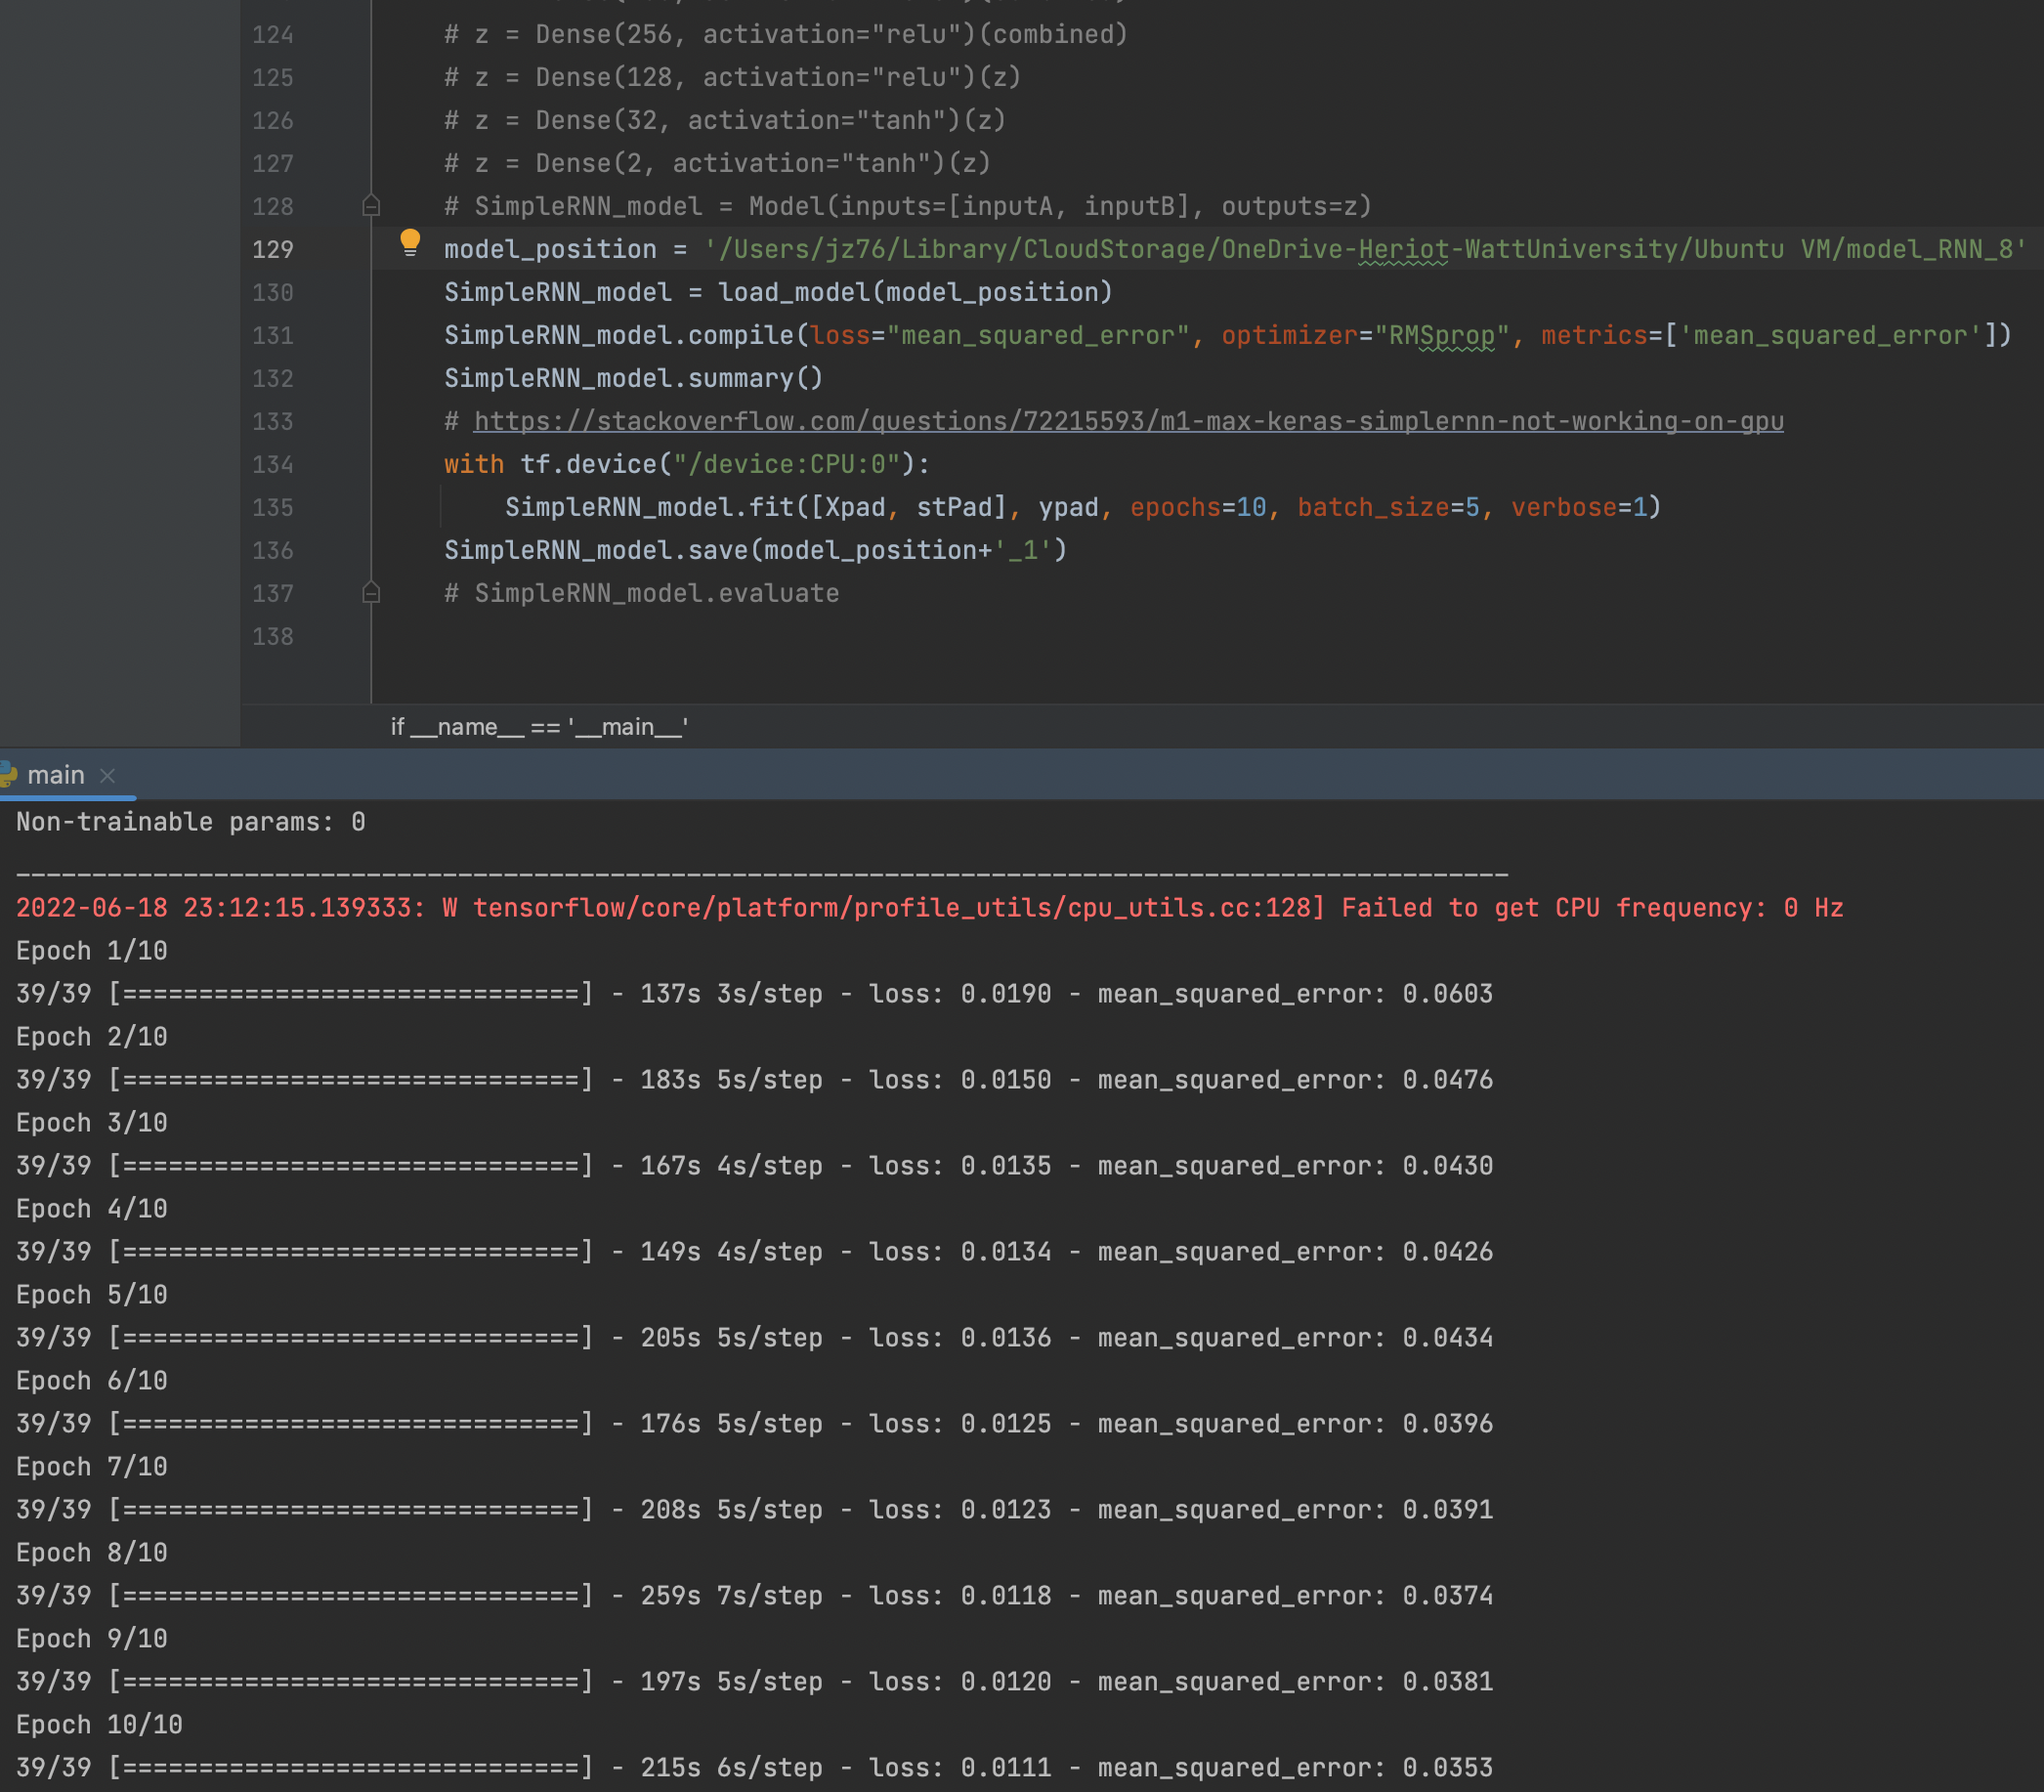 124 # z = Dense(256, activation="relu")(combined)
125 # z = Dense(128, activation="relu")(z)
126 # z = Dense(32, activation="tanh")(z)
127 # z = Dense(2, activation="tanh")(z)
128 # SimpleRNN_model = Model(inputs=[inputA, inputB], outputs=z)
129 model_position = '/Users/jz76/Library/CloudStorage/OneDrive-Heriot-WattUniversity/Ubuntu VM/model_RNN_8'
130 SimpleRNN_model = load_model(model_position)
131 SimpleRNN_model.compile(loss="mean_squared_error", optimizer="RMSprop", metrics=['mean_squared_error'])
132 SimpleRNN_model.summary()
133 # https://stackoverflow.com/questions/72215593/m1-max-keras-simplernn-not-working-on-gpu
134 with tf.device("/device:CPU:0"):
135 SimpleRNN_model.fit([Xpad, stPad], ypad, epochs=10, batch_size=5, verbose=1)
136 SimpleRNN_model.save(model_position+'_1')
137 # SimpleRNN_model.evaluate
138
if __name__ == '__main__'
main ×
Non-trainable params: 0
__________________________________________________________________________________________________
2022-06-18 23:12:15.139333: W tensorflow/core/platform/profile_utils/cpu_utils.cc:128] Failed to get CPU frequency: 0 Hz
Epoch 1/10
39/39 [==============================] - 137s 3s/step - loss: 0.0190 - mean_squared_error: 0.0603
Epoch 2/10
39/39 [==============================] - 183s 5s/step - loss: 0.0150 - mean_squared_error: 0.0476
Epoch 3/10
39/39 [==============================] - 167s 4s/step - loss: 0.0135 - mean_squared_error: 0.0430
Epoch 4/10
39/39 [==============================] - 149s 4s/step - loss: 0.0134 - mean_squared_error: 0.0426
Epoch 5/10
39/39 [==============================] - 205s 5s/step - loss: 0.0136 - mean_squared_error: 0.0434
Epoch 6/10
39/39 [==============================] - 176s 5s/step - loss: 0.0125 - mean_squared_error: 0.0396
Epoch 7/10
39/39 [==============================] - 208s 5s/step - loss: 0.0123 - mean_squared_error: 0.0391
Epoch 8/10
39/39 [==============================] - 259s 7s/step - loss: 0.0118 - mean_squared_error: 0.0374
Epoch 9/10
39/39 [==============================] - 197s 5s/step - loss: 0.0120 - mean_squared_error: 0.0381
Epoch 10/10
39/39 [==============================] - 215s 6s/step - loss: 0.0111 - mean_squared_error: 0.0353